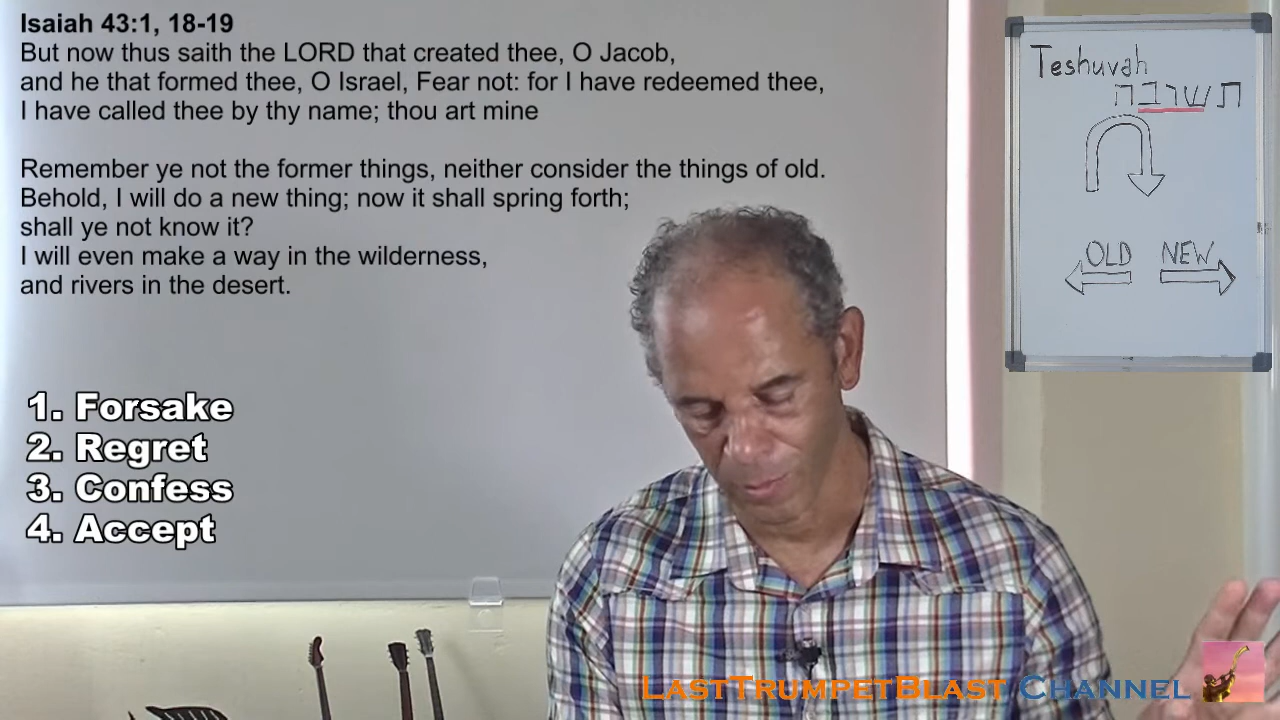 Isaiah 43:1, 18-19
But now thus saith the LORD that created thee, O Jacob,
and he that formed thee, O Israel, Fear not: for I have redeemed thee,
I have called thee by thy name; thou art mine
Remember ye not the former things, neither consider the things of old.
Behold, I will do a new thing; now it shall spring forth;
shall ye not know it?
I will even make a way in the wilderness,
and rivers in the desert.
1. Forsake
2. Regret
3. Confess
4. Accept
Teshuvah
תשובה
OLD NEW
LASTTRUMPETBLAST CHANNEL